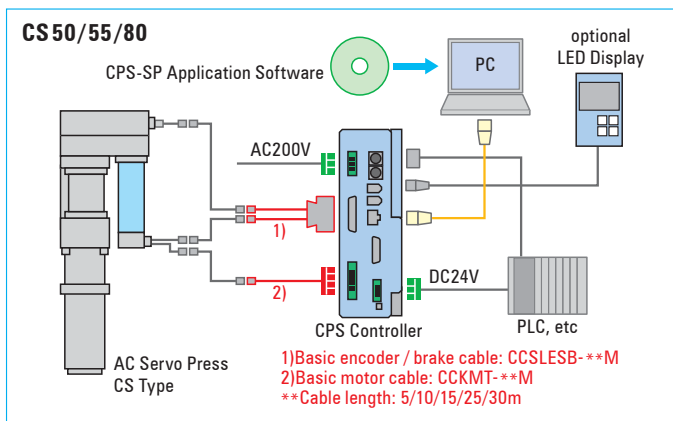 CS50/55/80
CPS-SP Application Software
PC
optional
LED Display
AC200V
1)
2)
DC24V
CPS Controller
PLC, etc
AC Servo Press
CS Type
1)Basic encoder / brake cable: CCSLESB-**M
2)Basic motor cable: CCKMT-**M
**Cable length: 5/10/15/25/30m